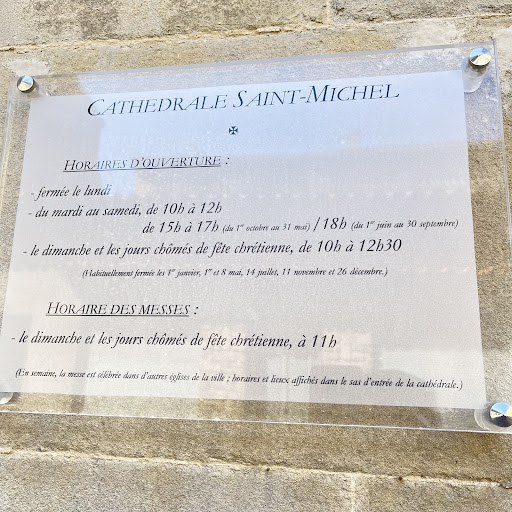 CATHEDRALE SAINT-MICHEL
HORAIRES D'OUVERTURE :
- fermée le lundi
- du mardi au samedi, de 10h à 12h
de 15h à 17h (du 1er octobre au 31 mai) / 18h (du 1er juin au 30 septembre)
- le dimanche et les jours chômés de fête chrétienne, de 10h à 12h30
(Habituellement fermée les 1er janvier, 1er et 8 mai, 14 juillet, 11 novembre et 26 décembre.)
HORAIRE DES MESSES :
- le dimanche et les jours chômés de fête chrétienne, à 11h
(En semaine, la messe est célébrée dans d'autres églises de la ville ; horaires et lieux affichés dans le sas d'entrée de la cathédrale.)